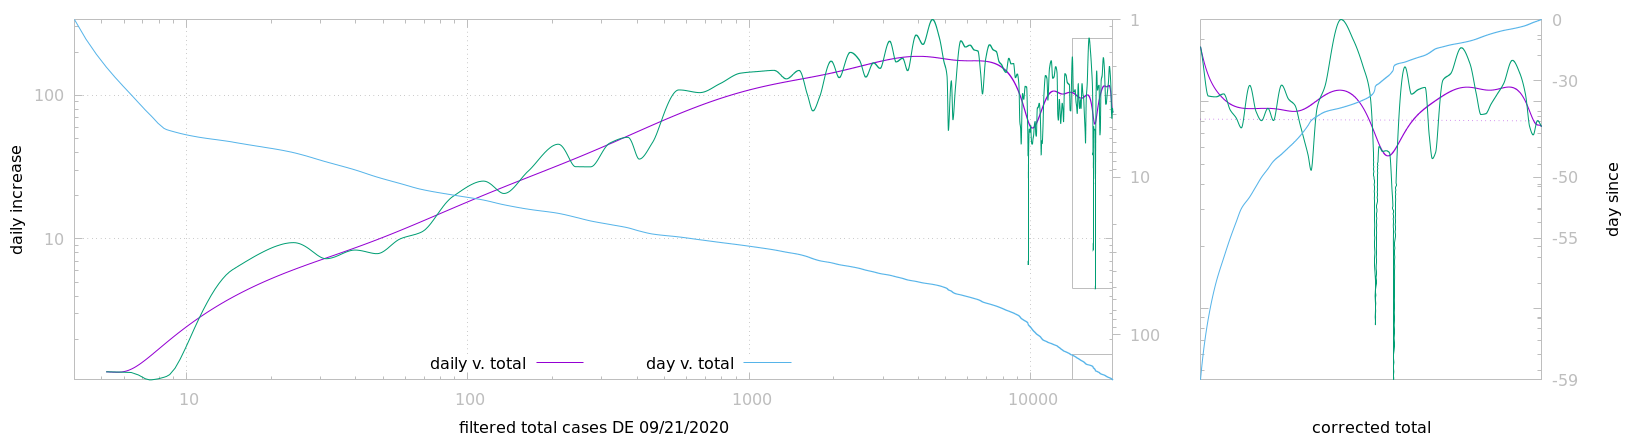 daily increase
100
10
daily v. total
day v. total
10
100
1000
10000
filtered total cases DE 09/21/2020
1
10
100
0
-30
-50
-55
-59
day since
corrected total